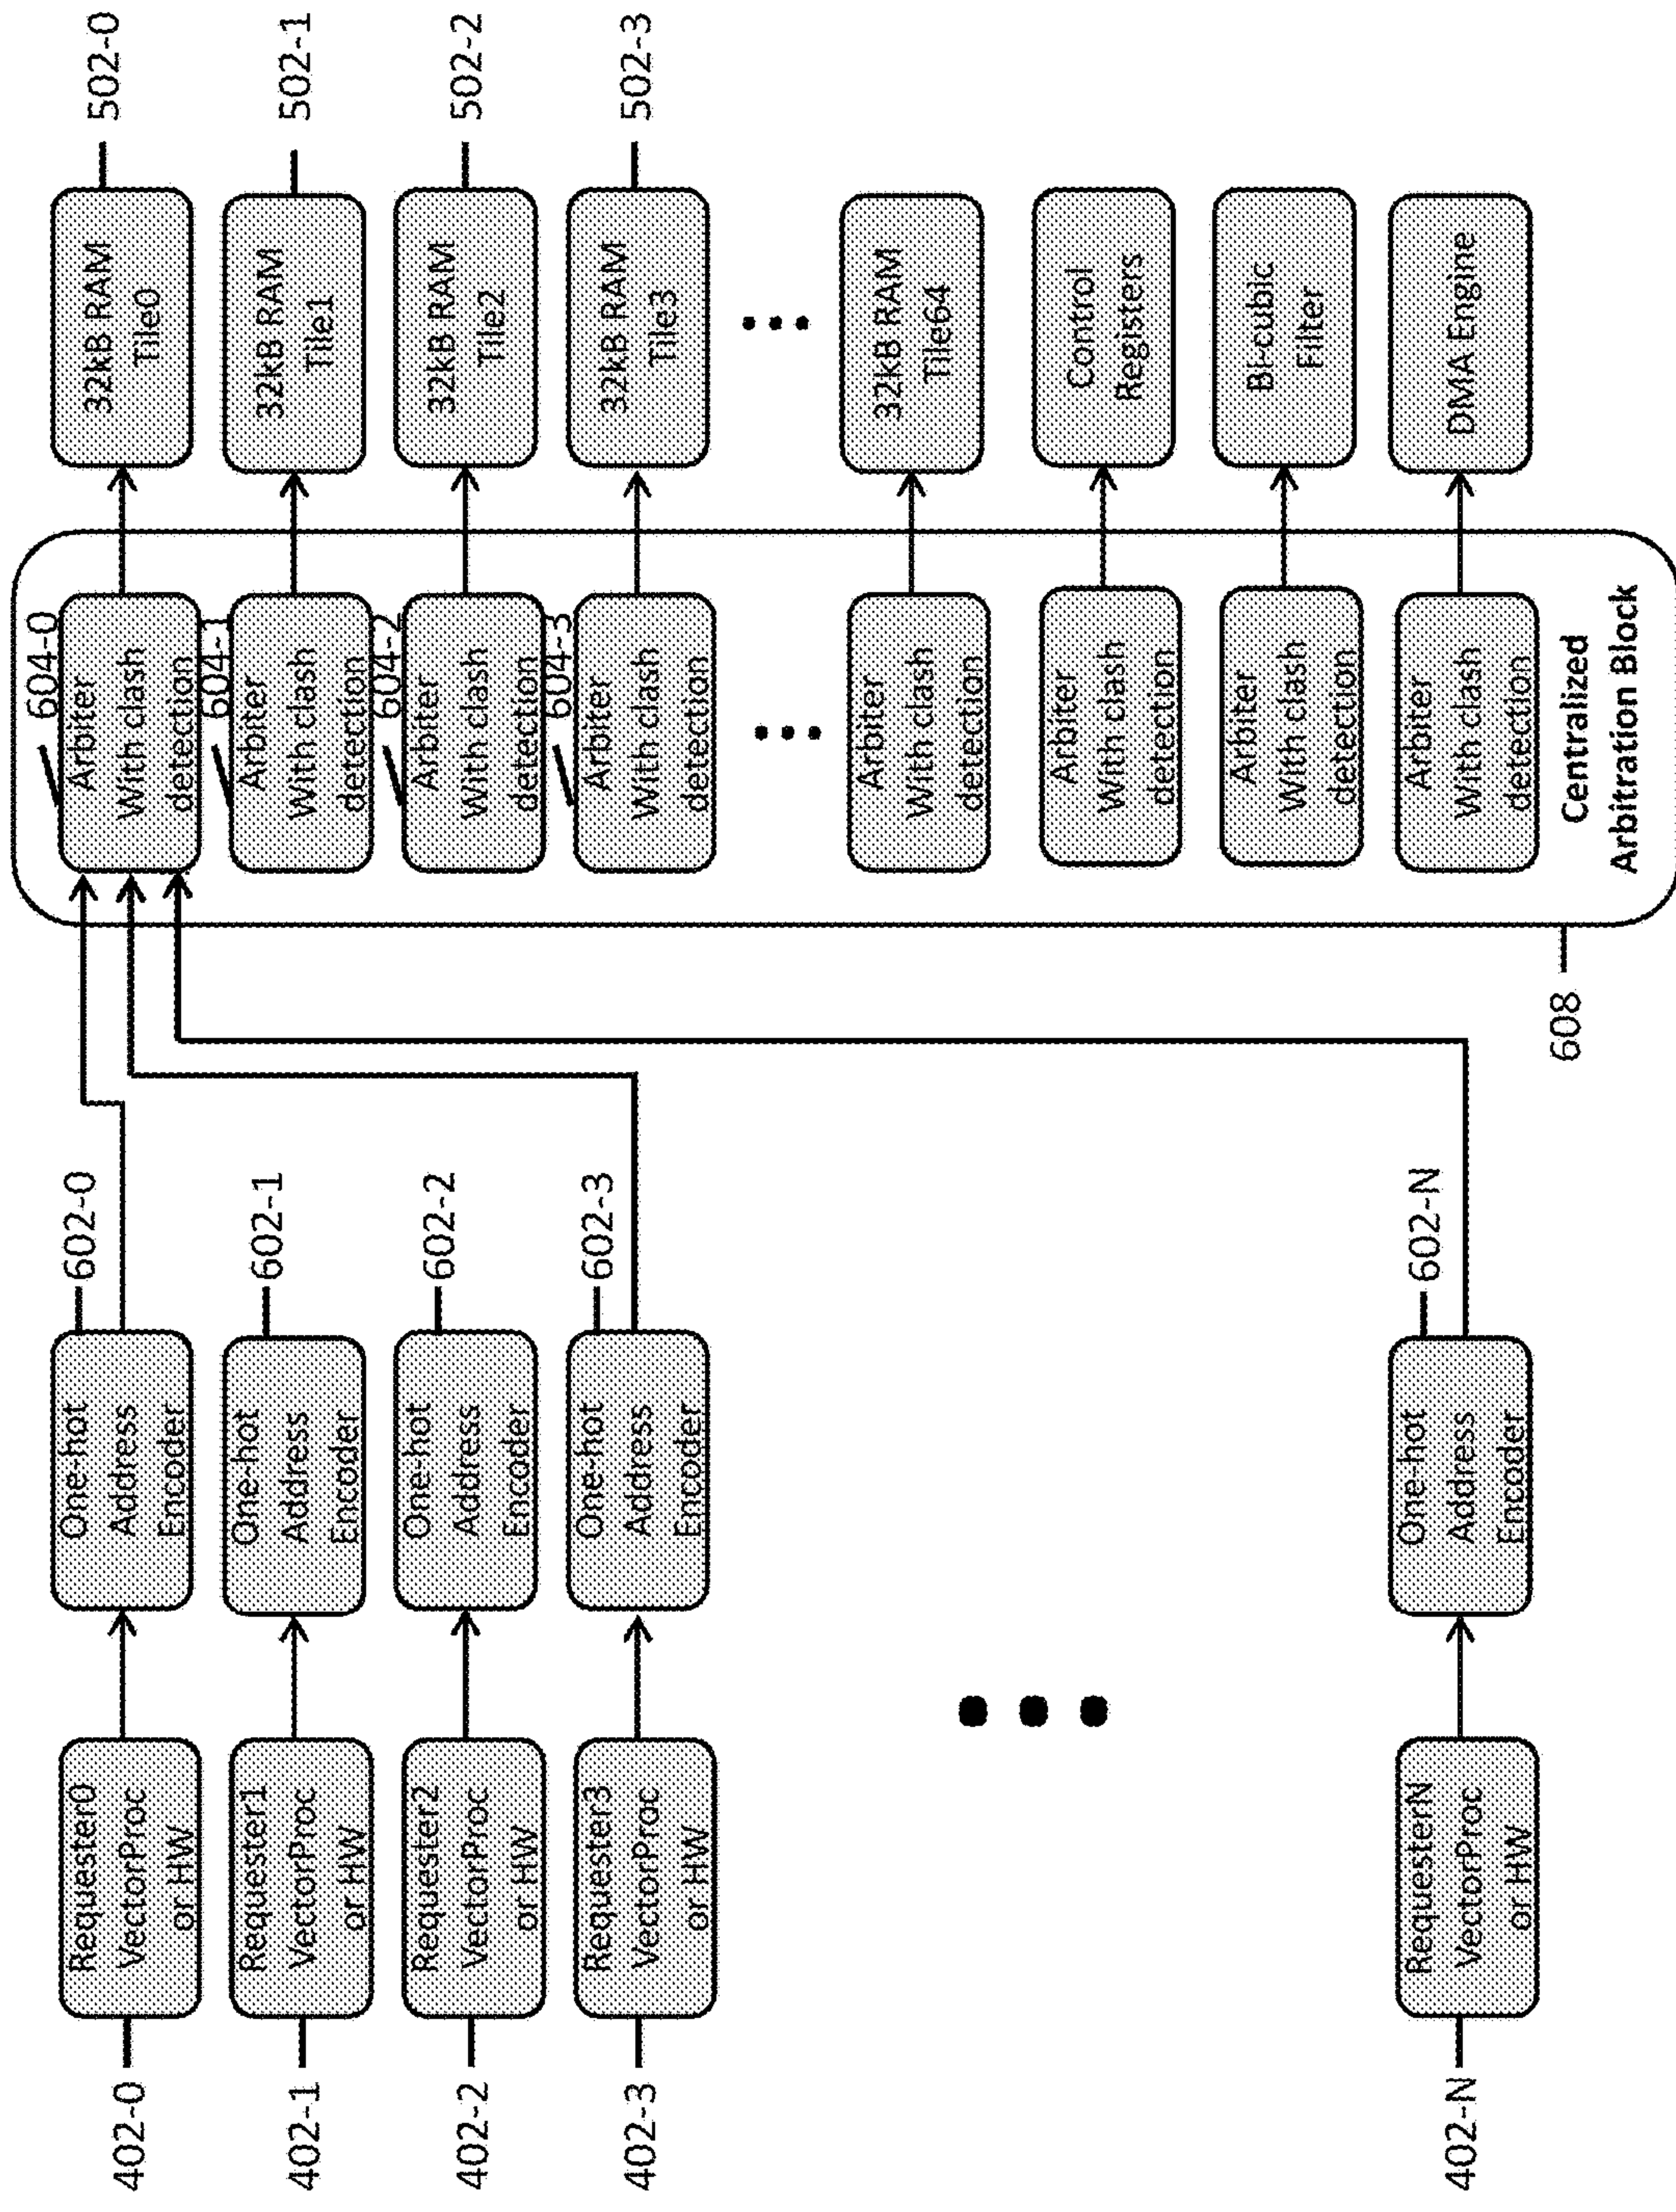 402-0
Requester0
VectorProc
or HW
One-hot
Address
Encoder
602-0
604-0
Arbiter
With clash
detection
32kB RAM
Tile0
502-0
402-1
Requester1
VectorProc
or HW
One-hot
Address
Encoder
602-1
604-1
Arbiter
With clash
detection
32kB RAM
Tile1
502-1
402-2
Requester2
VectorProc
or HW
One-hot
Address
Encoder
602-2
604-2
Arbiter
With clash
detection
32kB RAM
Tile2
502-2
402-3
Requester3
VectorProc
or HW
One-hot
Address
Encoder
602-3
604-3
Arbiter
With clash
detection
32kB RAM
Tile3
502-3
Arbiter
With clash
detection
32kB RAM
Tile64
Arbiter
With clash
detection
Control
Registers
Arbiter
With clash
detection
Bi-cubic
Filter
402-N
RequesterN
VectorProc
or HW
One-hot
Address
Encoder
602-N
Arbiter
With clash
detection
DMA Engine
608
Centralized
Arbitration Block